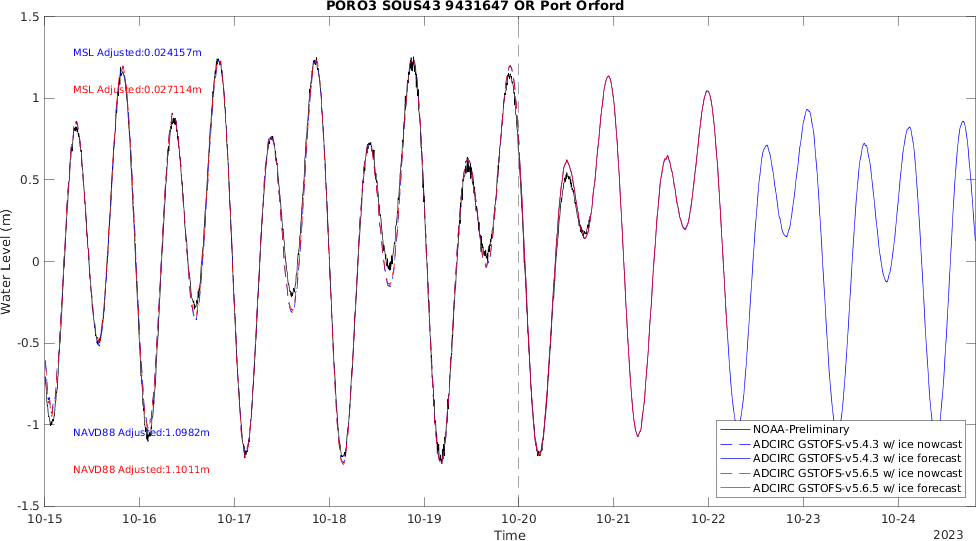 PORO3 SOUS43 9431647 OR Port Orford
1.5
1
0.5
0
-0.5
-1
-1.5
Water Level (m)
MSL Adjusted:0.024157m
MSL Adjusted:0.027114m
NAVD88 Adjusted:1.0982m
NAVD88 Adjusted:1.1011m
NOAA-Preliminary
ADCIRC GSTOFS-v5.4.3 w/ ice nowcast
ADCIRC GSTOFS-v5.4.3 w/ ice forecast
ADCIRC GSTOFS-v5.6.5 w/ ice nowcast
ADCIRC GSTOFS-v5.6.5 w/ ice forecast
10-15 10-16 10-17 10-18 10-19 10-20 10-21 10-22 10-23 10-24
Time
2023